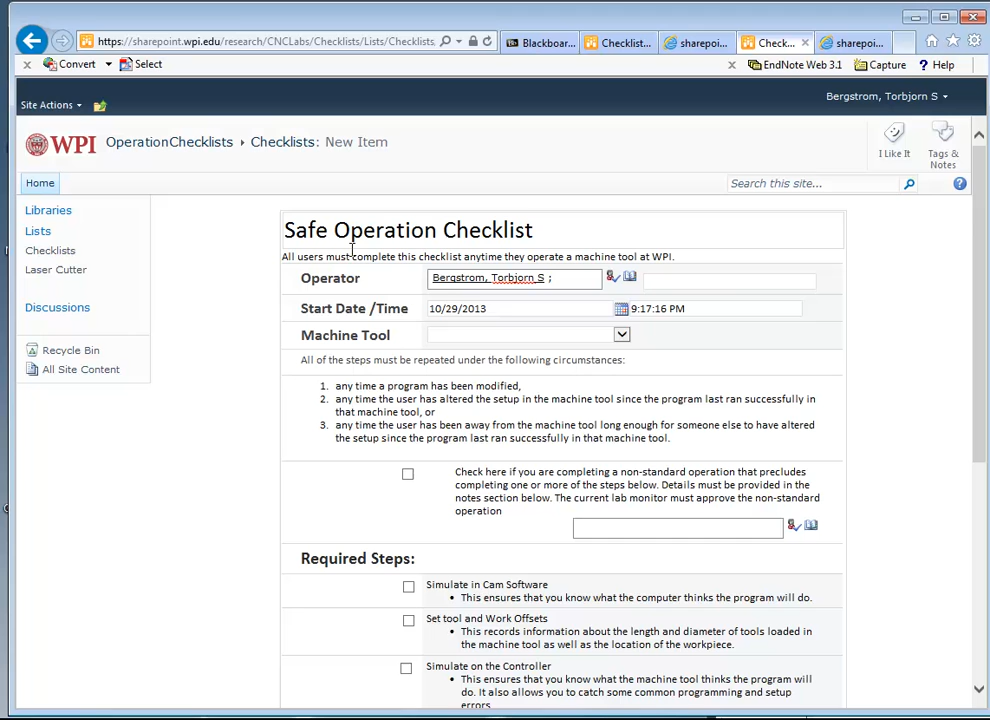 https://sharepoint.wpi.edu/research/CNCLabs/Checklists/Lists/Checklists,
Blackboar... Checklist... sharepoi... Check... sharepoi...
Convert Select EndNote Web 3.1 Capture Help
Bergstrom, Torbjorn S
Site Actions
WPI OperationChecklists Checklists: New Item
I Like It Tags & Notes
Home Search this site...
Libraries
Lists
Checklists
Laser Cutter
Discussions
Recycle Bin
All Site Content
Safe Operation Checklist
All users must complete this checklist anytime they operate a machine tool at WPI.
Operator Bergstrom, Torbjorn S ;
Start Date /Time 10/29/2013 9:17:16 PM
Machine Tool
All of the steps must be repeated under the following circumstances:
1. any time a program has been modified,
2. any time the user has altered the setup in the machine tool since the program last ran successfully in
that machine tool, or
3. any time the user has been away from the machine tool long enough for someone else to have altered
the setup since the program last ran successfully in that machine tool.
Check here if you are completing a non-standard operation that precludes
completing one or more of the steps below. Details must be provided in the
notes section below. The current lab monitor must approve the non-standard
operation
Required Steps:
Simulate in Cam Software
• This ensures that you know what the computer thinks the program will do.
Set tool and Work Offsets
• This records information about the length and diameter of tools loaded in
the machine tool as well as the location of the workpiece.
Simulate on the Controller
• This ensures that you know what the machine tool thinks the program will
do. It also allows you to catch some common programming and setup
errors.